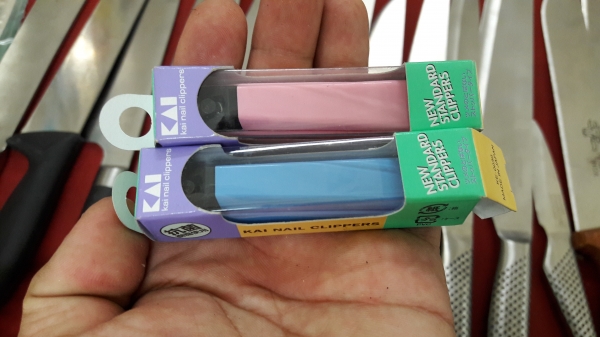 KAI
kai nail clippers
NEW
STANDARD
CLIPPERS
KAI
kai nail clippers
NEW
STANDARD
CLIPPERS
KAI NAIL CLIPPERS